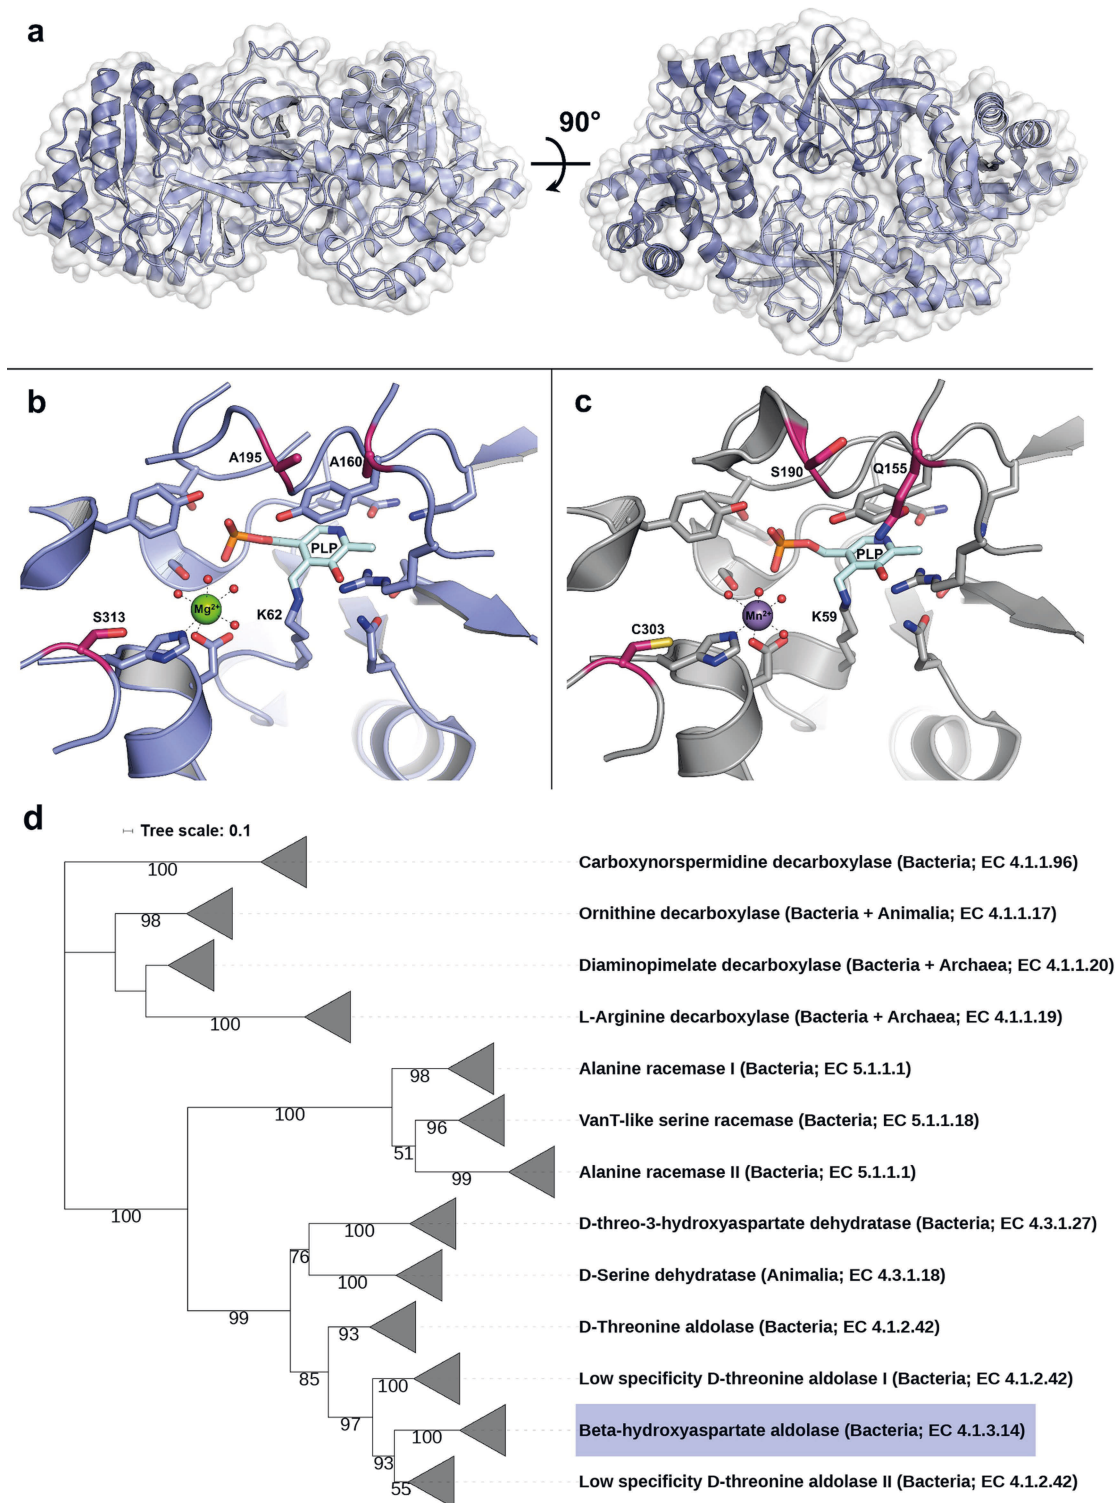 a
90°
b
A195
A160
PLP
Mg²⁺
K62
S313
c
S190
Q155
PLP
Mn²⁺
K59
C303
d
Tree scale: 0.1
100
Carboxynorspermidine decarboxylase (Bacteria; EC 4.1.1.96)
98
Ornithine decarboxylase (Bacteria + Animalia; EC 4.1.1.17)
Diaminopimelate decarboxylase (Bacteria + Archaea; EC 4.1.1.20)
100
L-Arginine decarboxylase (Bacteria + Archaea; EC 4.1.1.19)
98
Alanine racemase I (Bacteria; EC 5.1.1.1)
100
96
VanT-like serine racemase (Bacteria; EC 5.1.1.18)
51
99
Alanine racemase II (Bacteria; EC 5.1.1.1)
100
100
D-threo-3-hydroxyaspartate dehydratase (Bacteria; EC 4.3.1.27)
76
100
D-Serine dehydratase (Animalia; EC 4.3.1.18)
99
93
D-Threonine aldolase (Bacteria; EC 4.1.2.42)
85
100
Low specificity D-threonine aldolase I (Bacteria; EC 4.1.2.42)
97
100
Beta-hydroxyaspartate aldolase (Bacteria; EC 4.1.3.14)
93
55
Low specificity D-threonine aldolase II (Bacteria; EC 4.1.2.42)